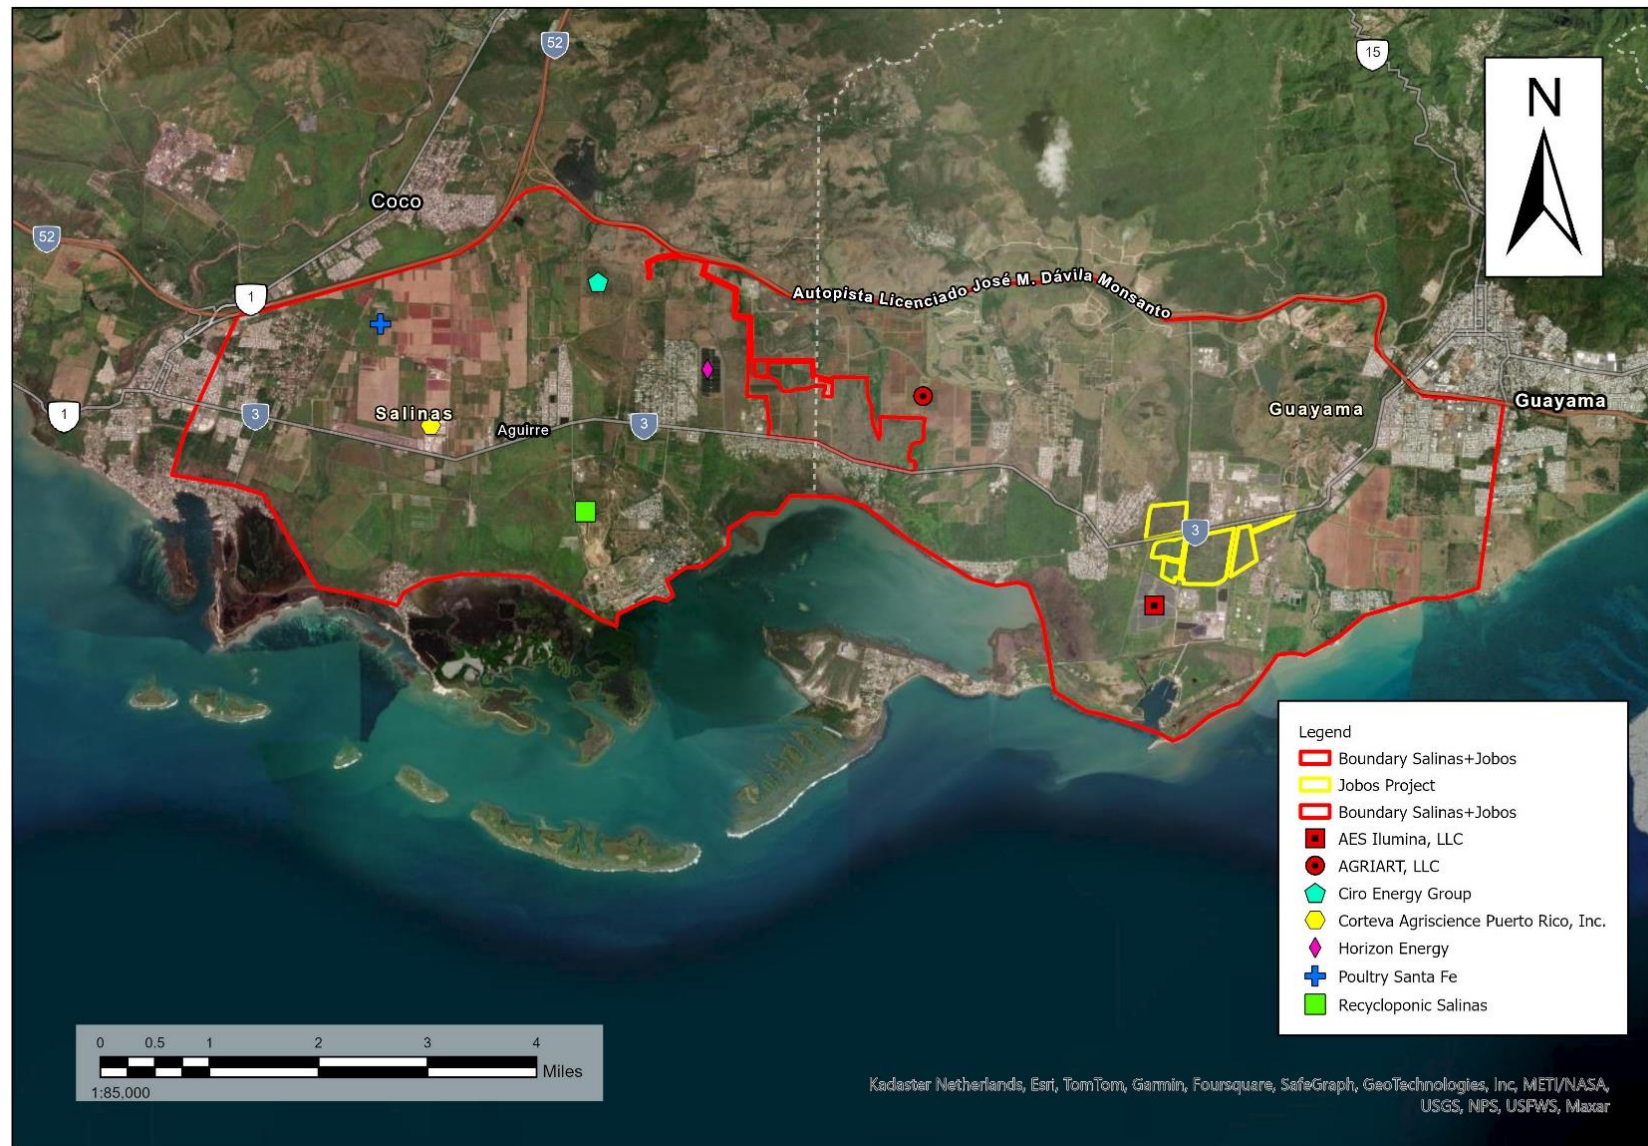 52
15
N
Coco
52
1
Autopista Licenciado José M. Dávila Monsanto
1
3
Salinas
Aguirre
3
Guayama
Guayama
3
Legend
Boundary Salinas+Jobos
Jobos Project
Boundary Salinas+Jobos
AES Ilumina, LLC
AGRIART, LLC
Ciro Energy Group
Corteva Agriscience Puerto Rico, Inc.
Horizon Energy
Poultry Santa Fe
Recycloponic Salinas
0 0.5 1 2 3 4
Miles
1:85,000
Kadaster Netherlands, Esri, TomTom, Garmin, Foursquare, SafeGraph, GeoTechnologies, Inc, METI/NASA,
USGS, NPS, USFWS, Maxar